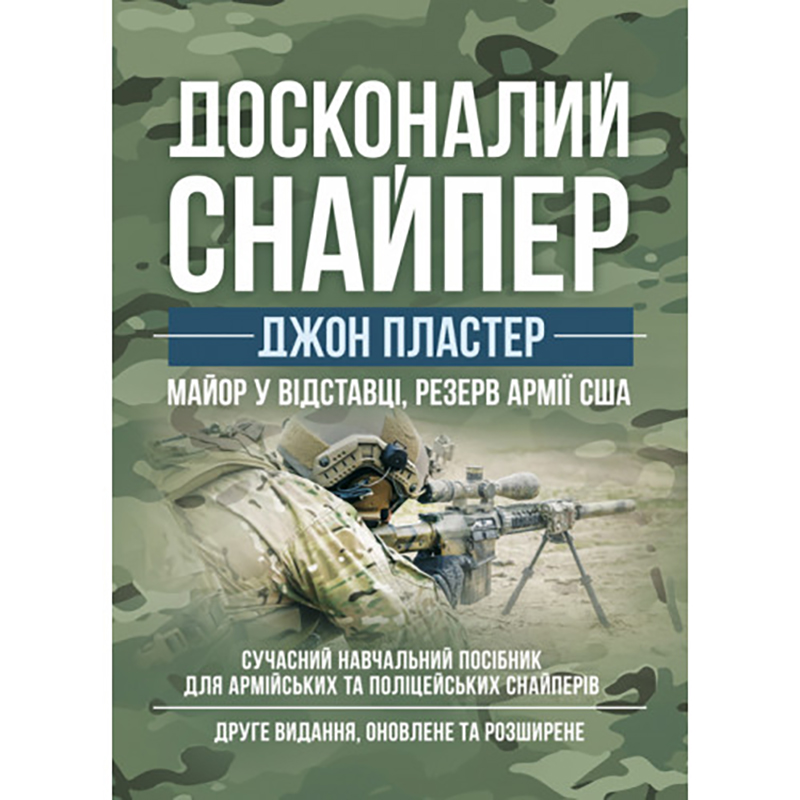 ДОСКОНАЛИЙ
СНАЙПЕР
ДЖОН ПЛАСТЕР
МАЙОР У ВІДСТАВЦІ, РЕЗЕРВ АРМІЇ США
СУЧАСНИЙ НАВЧАЛЬНИЙ ПОСІБНИК
ДЛЯ АРМІЙСЬКИХ ТА ПОЛІЦЕЙСЬКИХ СНАЙПЕРІВ
ДРУГЕ ВИДАННЯ, ОНОВЛЕНЕ ТА РОЗШИРЕНЕ